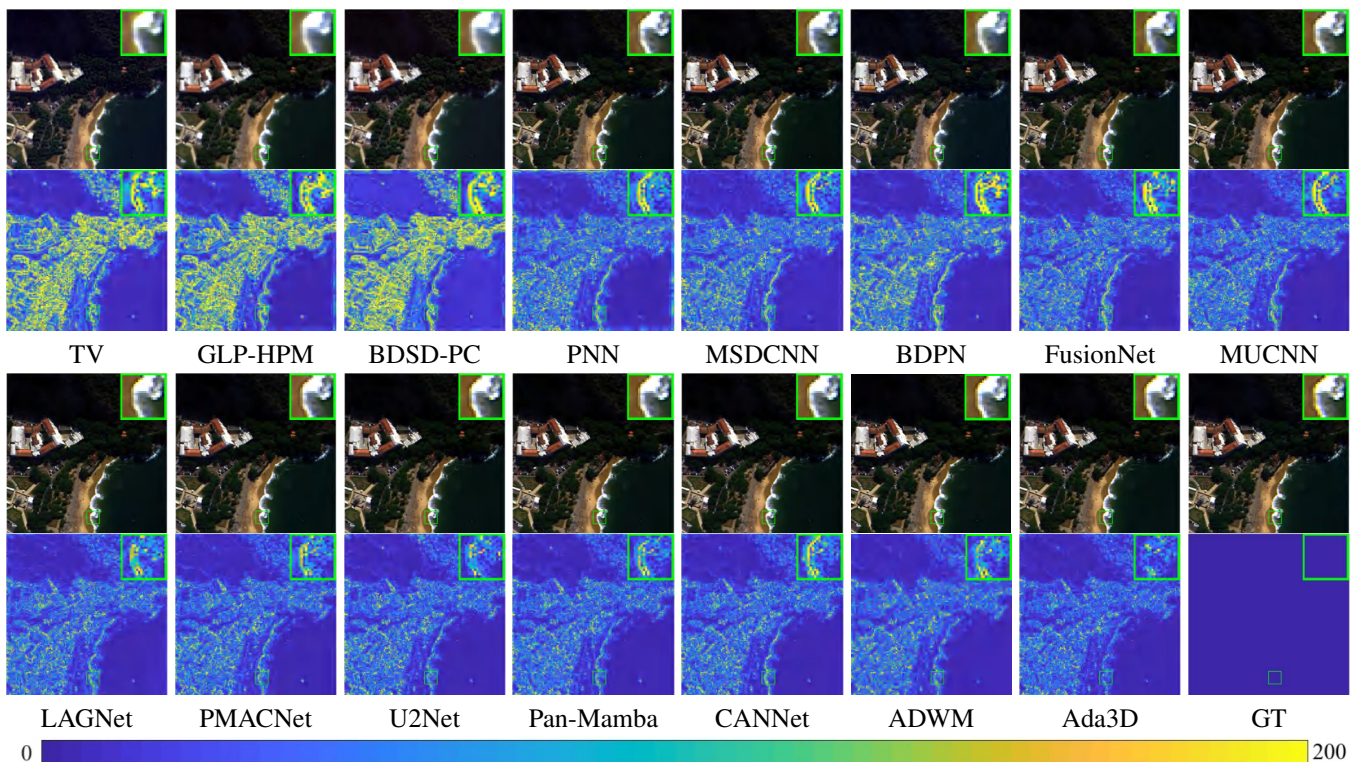 TV GLP-HPM BDSD-PC PNN MSDCNN BDPN FusionNet MUCNN
LAGNet PMACNet U2Net Pan-Mamba CANNet ADWM Ada3D GT
0 200